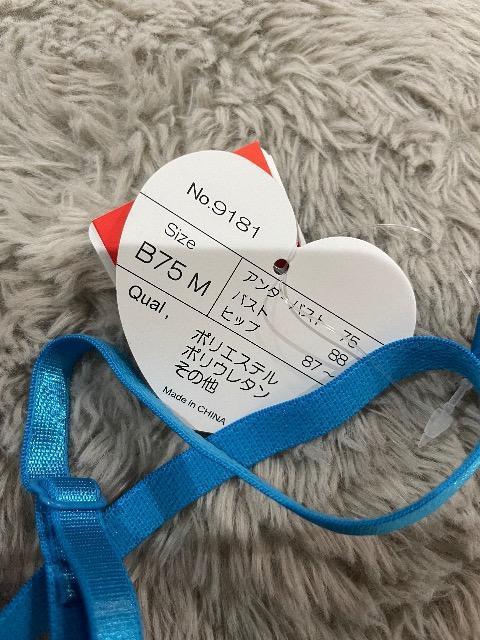 No.9181
Size
B75 M
アンダーバスト 75
バスト 88
ヒップ 87～
Qual,
ポリエステル
ポリウレタン
その他
Made in CHINA